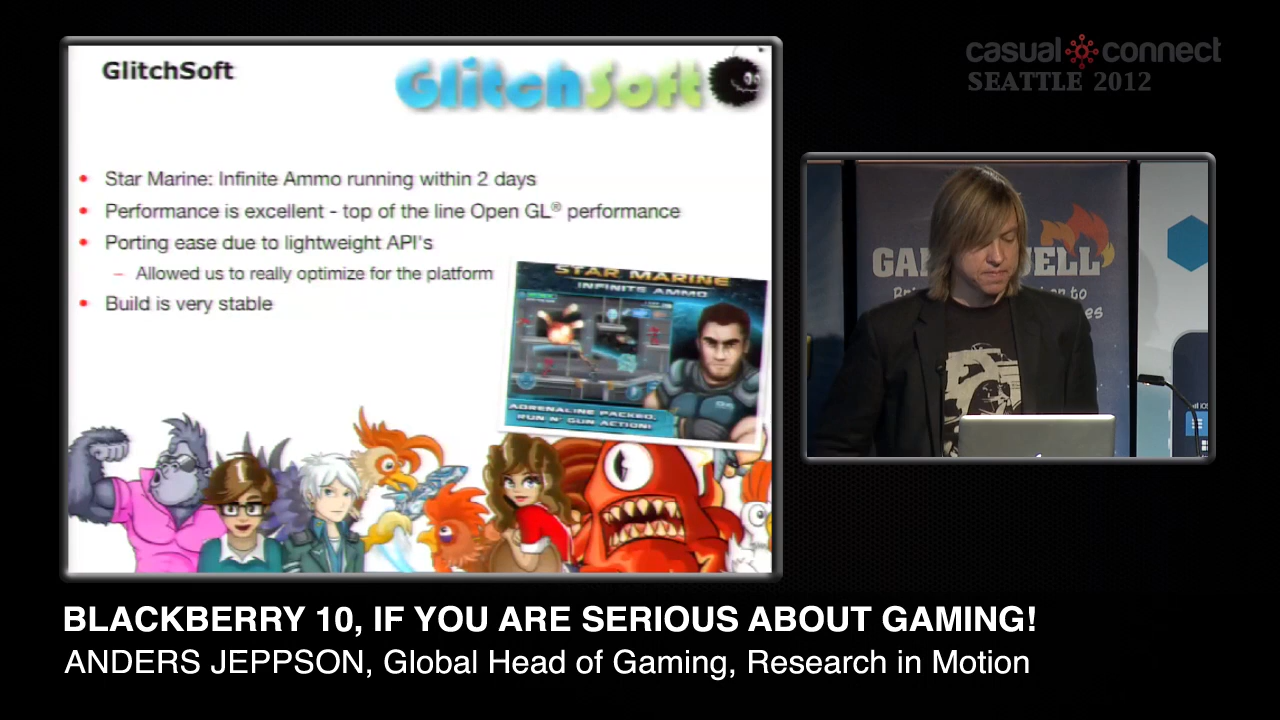 GlitchSoft
GlitchSoft
casual connect
SEATTLE 2012
Star Marine: Infinite Ammo running within 2 days
Performance is excellent - top of the line Open GL® performance
Porting ease due to lightweight API's
– Allowed us to really optimize for the platform
Build is very stable
STAR MARINE
INFINITE AMMO
ADRENALINE PACKED,
RUN N' GUN ACTION!
BLACKBERRY 10, IF YOU ARE SERIOUS ABOUT GAMING!
ANDERS JEPPSON, Global Head of Gaming, Research in Motion